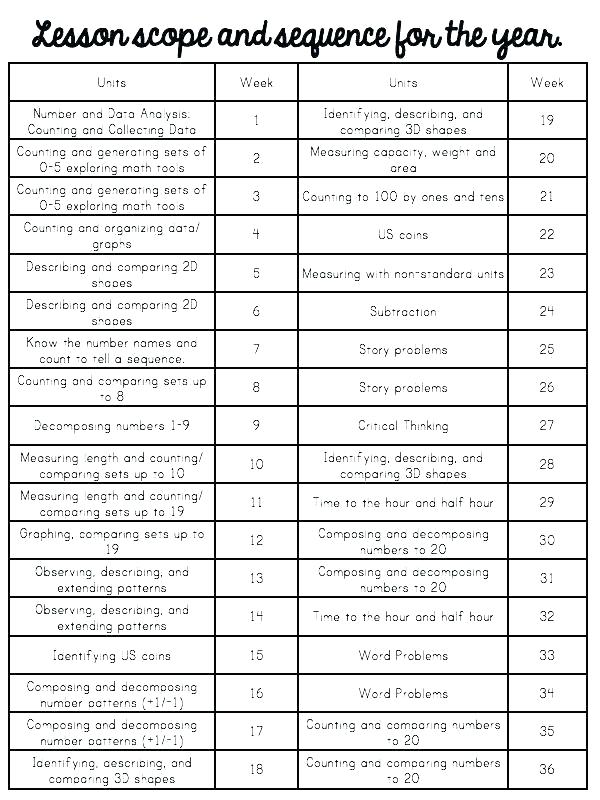 Lesson scope and sequence for the year.
Units Week Units Week
Number and Data Analysis:
Counting and Collecting Data
1
Identifying, describing, and
comparing 3D shapes
19
Counting and generating sets of
0-5 exploring math tools
2
Measuring capacity, weight and
area
20
Counting and generating sets of
0-5 exploring math tools
3
Counting to 100 by ones and tens
21
Counting and organizing data/
graphs
4
US coins
22
Describing and comparing 2D
shapes
5
Measuring with non-standard units
23
Describing and comparing 2D
shapes
6
Subtraction
24
Know the number names and
count to tell a sequence.
7
Story problems
25
Counting and comparing sets up
to 8
8
Story problems
26
Decomposing numbers 1-9
9
Critical Thinking
27
Measuring length and counting/
comparing sets up to 10
10
Identifying, describing, and
comparing 3D shapes
28
Measuring length and counting/
comparing sets up to 19
11
Time to the hour and half hour
29
Graphing, comparing sets up to
19
12
Composing and decomposing
numbers to 20
30
Observing, describing, and
extending patterns
13
Composing and decomposing
numbers to 20
31
Observing, describing, and
extending patterns
14
Time to the hour and half hour
32
Identifying US coins
15
Word Problems
33
Composing and decomposing
number patterns (+1/-1)
16
Word Problems
34
Composing and decomposing
number patterns (+1/-1)
17
Counting and comparing numbers
to 20
35
Identifying, describing, and
comparing 3D shapes
18
Counting and comparing numbers
to 20
36